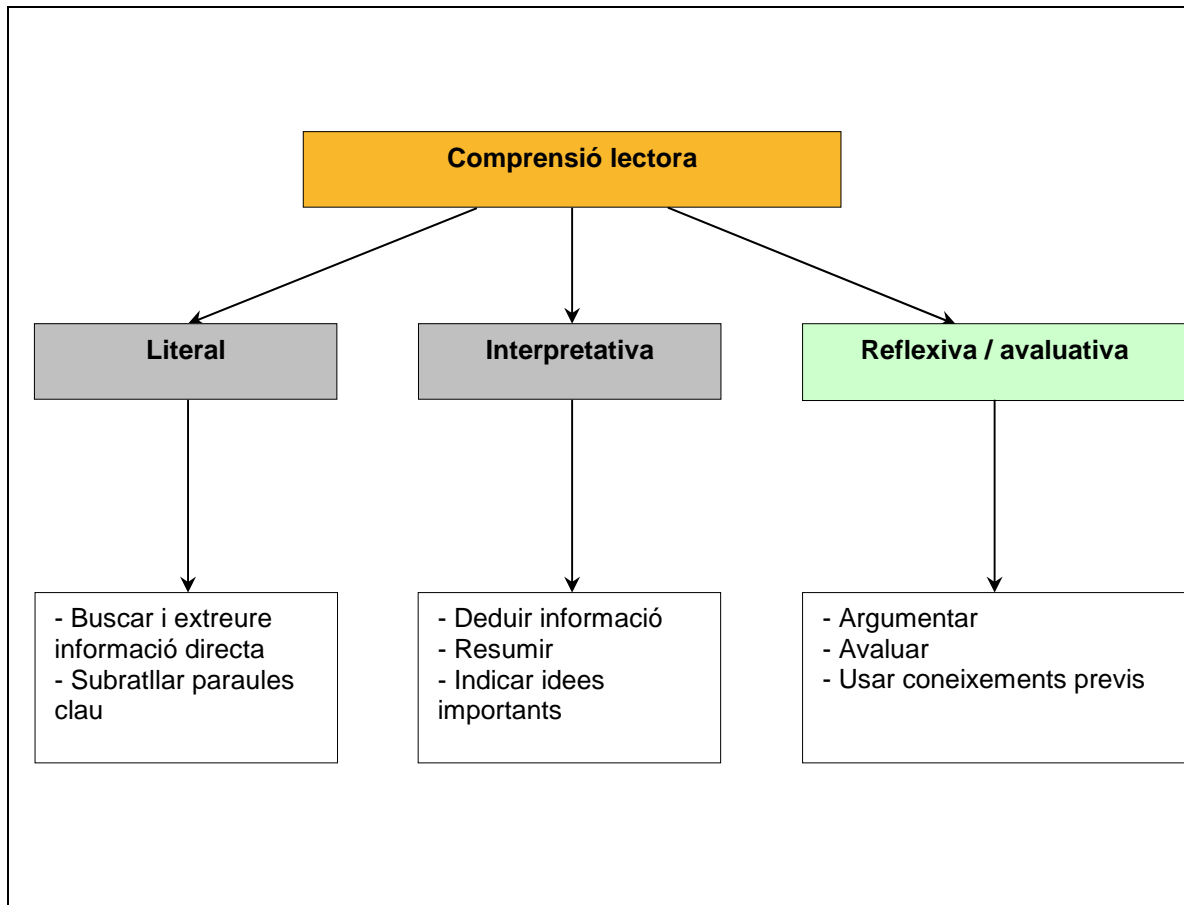 Comprensió lectora
Literal
Interpretativa
Reflexiva / avaluativa
- Buscar i extreure
informació directa
- Subratllar paraules
clau
- Deduir informació
- Resumir
- Indicar idees
importants
- Argumentar
- Avaluar
- Usar coneixements previs